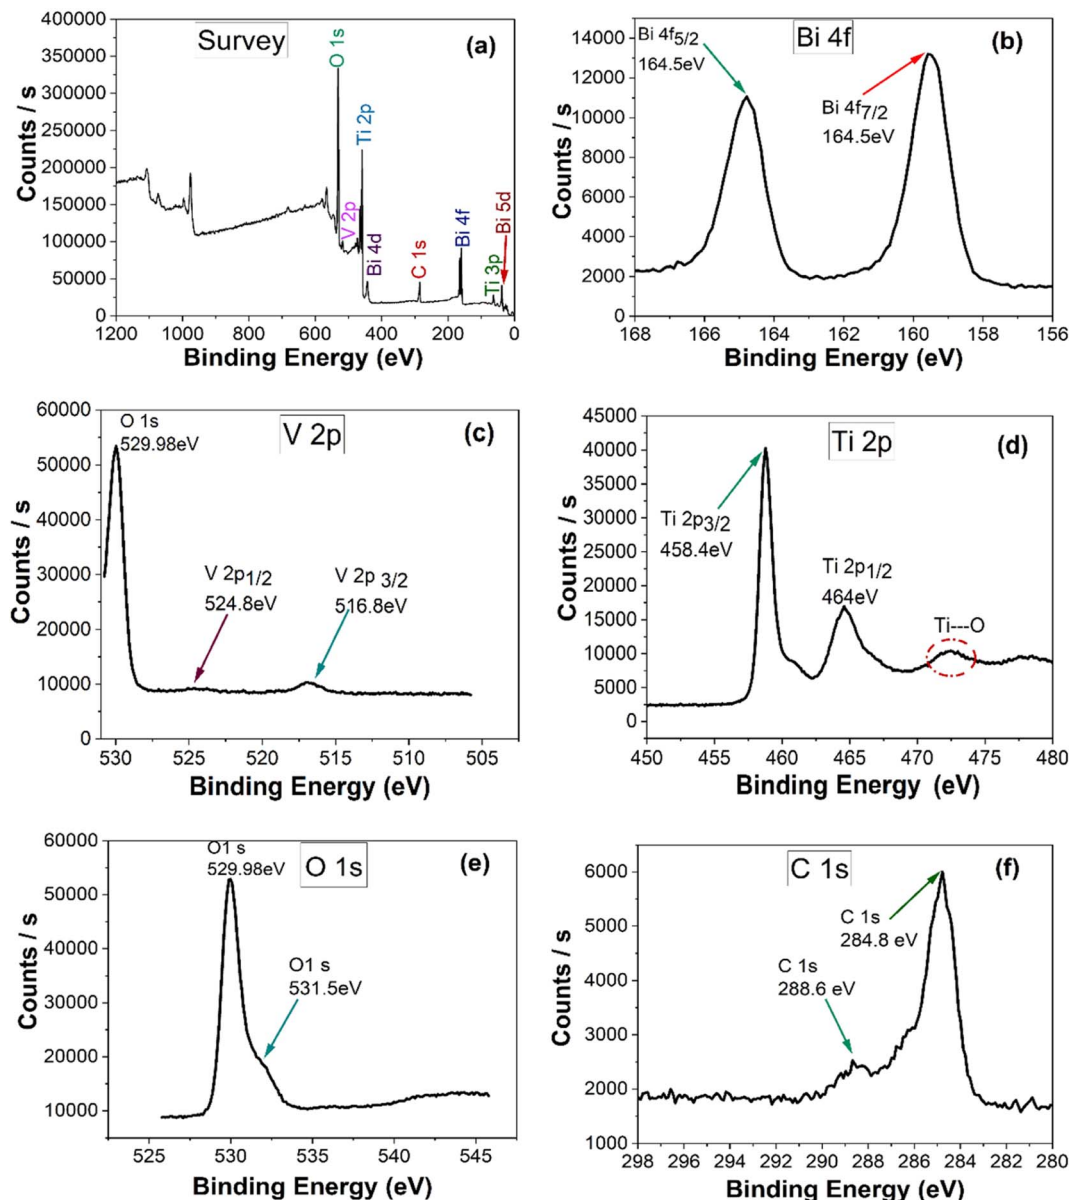 Survey
(a)
O 1s
Ti 2p
V 2p
Bi 4d
C 1s
Bi 4f
Ti 3p
Bi 5d
400000
350000
300000
250000
200000
150000
100000
50000
0
1200 1000 800 600 400 200 0
Counts / s
Binding Energy (eV)
Bi 4f
(b)
Bi 4f5/2
164.5eV
Bi 4f7/2
164.5eV
14000
12000
14000
12000
10000
8000
6000
4000
2000
0
168 166 164 162 160 158 156
Counts / s
Binding Energy (eV)
V 2p
(c)
O 1s
529.98eV
V 2p1/2
524.8eV
V 2p 3/2
516.8eV
60000
50000
40000
30000
20000
10000
0
530 525 520 515 510 505
Counts / s
Binding Energy (eV)
Ti 2p
(d)
Ti 2p3/2
458.4eV
Ti 2p1/2
464eV
Ti---O
45000
40000
35000
30000
25000
20000
15000
10000
5000
0
450 455 460 465 470 475 480
Counts / s
Binding Energy (eV)
O 1s
(e)
O1 s
529.98eV
O1 s
531.5eV
60000
50000
40000
30000
20000
10000
525 530 535 540 545
Counts / s
Binding Energy (eV)
C 1s
(f)
C 1s
284.8 eV
C 1s
288.6 eV
6000
5000
4000
3000
2000
1000
298 296 294 292 290 288 286 284 282 280
Counts / s
Binding Energy (eV)